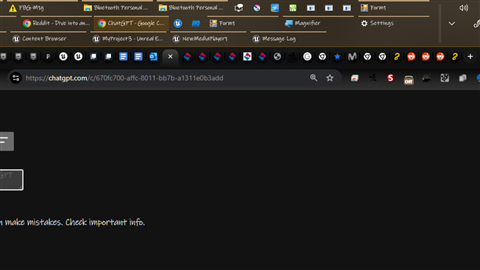 FBG-Mtg Bluetooth Personal ... Bluetooth Personal ... Form1
Reddit - Dive into an... ChatGPT - Google C... Form1 Magnifier Settings
Content Browser MyProject3 - Unreal E... NewMediaPlayer1 Message Log
https://chatgpt.com/c/670fc700-affc-8011-bb7b-a1311e0b3add
n make mistakes. Check important info.